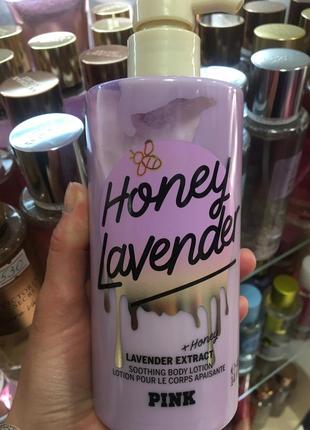 Honey
Lavender
+ Honey
LAVENDER EXTRACT
SOOTHING BODY LOTION
LOTION POUR LE CORPS APAISANTE
PINK